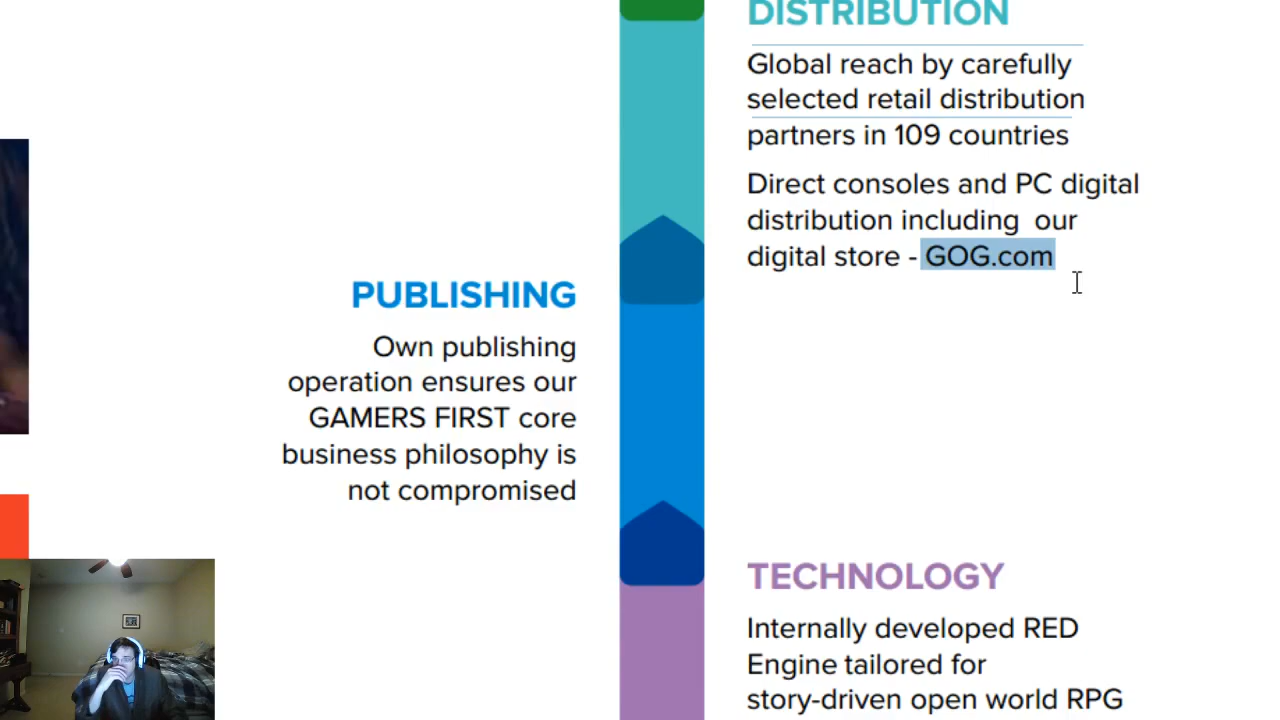 DISTRIBUTION
Global reach by carefully
selected retail distribution
partners in 109 countries
Direct consoles and PC digital
distribution including our
digital store - GOG.com
PUBLISHING
Own publishing
operation ensures our
GAMERS FIRST core
business philosophy is
not compromised
TECHNOLOGY
Internally developed RED
Engine tailored for
story-driven open world RPG